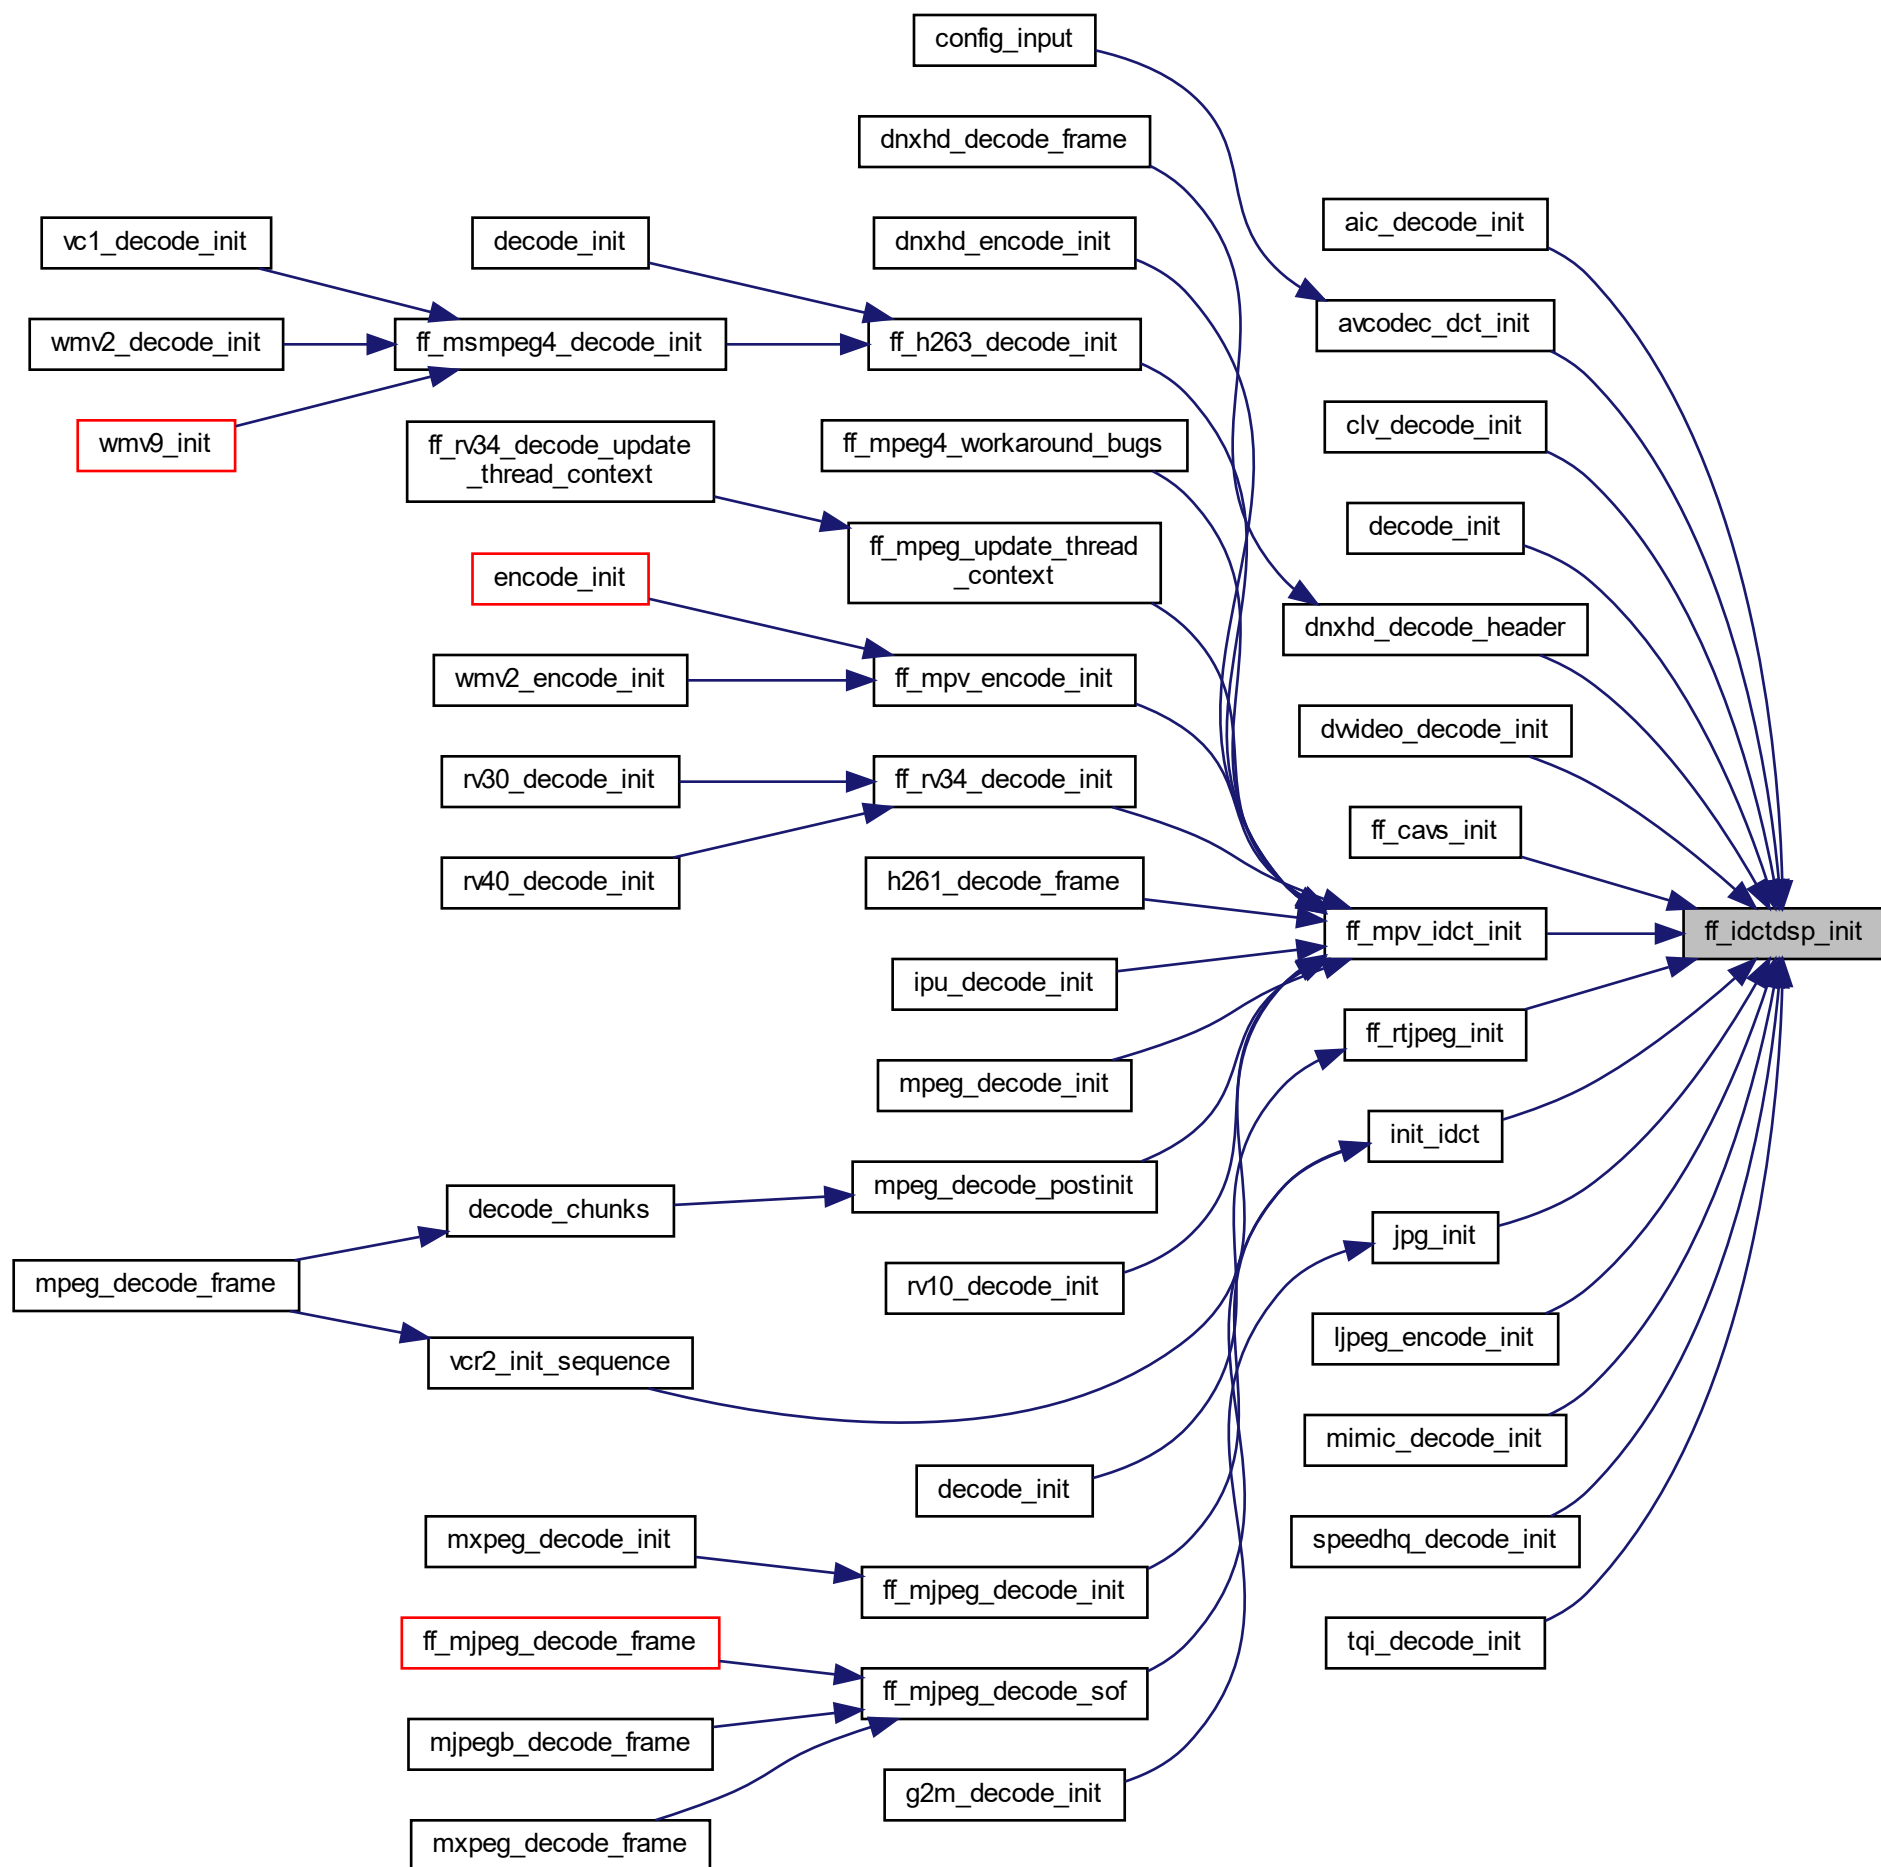 config_input
dnxhd_decode_frame
aic_decode_init
vc1_decode_init
decode_init
dnxhd_encode_init
avcodec_dct_init
wmv2_decode_init
ff_msmpeg4_decode_init
ff_h263_decode_init
clv_decode_init
wmv9_init
ff_rv34_decode_update
_thread_context
ff_mpeg4_workaround_bugs
decode_init
ff_mpeg_update_thread
_context
encode_init
dnxhd_decode_header
wmv2_encode_init
ff_mpv_encode_init
dwideo_decode_init
rv30_decode_init
ff_rv34_decode_init
ff_cavs_init
rv40_decode_init
h261_decode_frame
ff_mpv_idct_init
ff_idctdsp_init
ipu_decode_init
ff_rtjpeg_init
mpeg_decode_init
init_idct
mpeg_decode_postinit
decode_chunks
jpg_init
mpeg_decode_frame
rv10_decode_init
ljpeg_encode_init
vcr2_init_sequence
mimic_decode_init
decode_init
mxpeg_decode_init
speedhq_decode_init
ff_mjpeg_decode_init
ff_mjpeg_decode_frame
tqi_decode_init
ff_mjpeg_decode_sof
mjpegb_decode_frame
g2m_decode_init
mxpeg_decode_frame